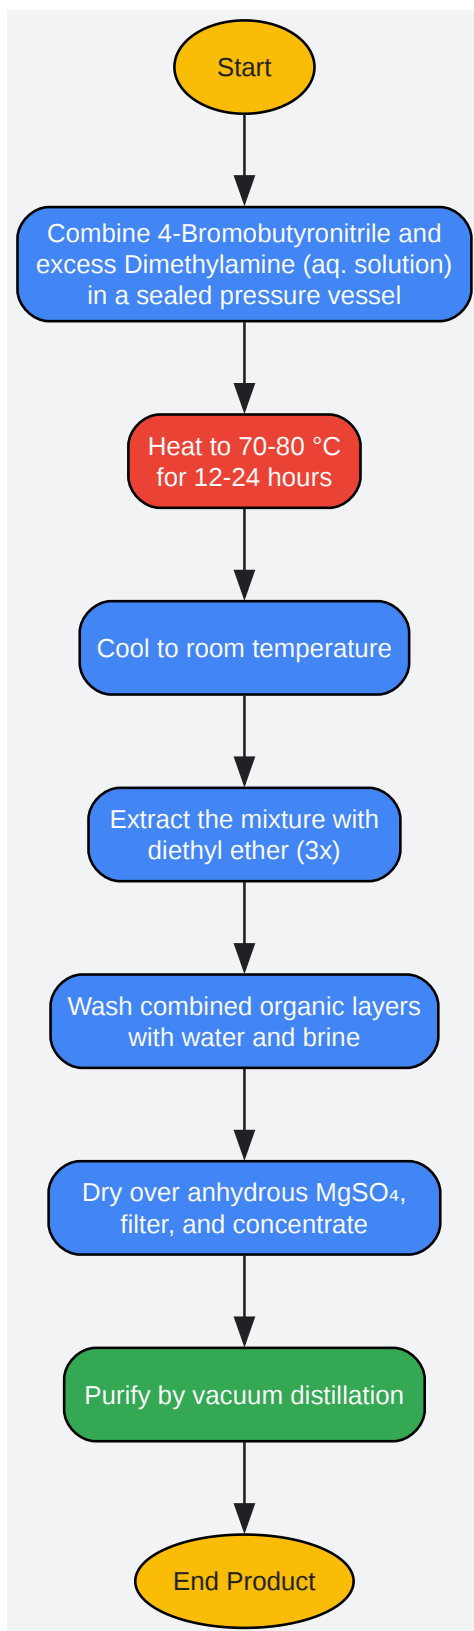 Start
Combine 4-Bromobutyronitrile and
excess Dimethylamine (aq. solution)
in a sealed pressure vessel
Heat to 70-80 °C
for 12-24 hours
Cool to room temperature
Extract the mixture with
diethyl ether (3x)
Wash combined organic layers
with water and brine
Dry over anhydrous MgSO₄,
filter, and concentrate
Purify by vacuum distillation
End Product